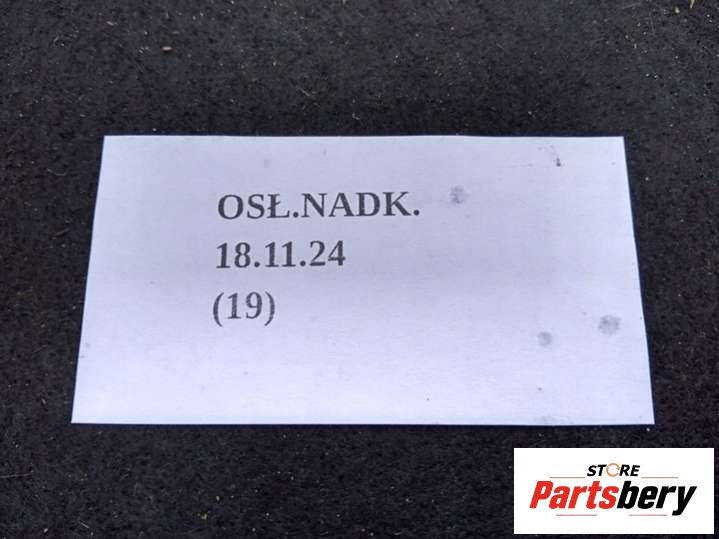 OSŁ.NADK.
18.11.24
(19)
STORE
Partsbery